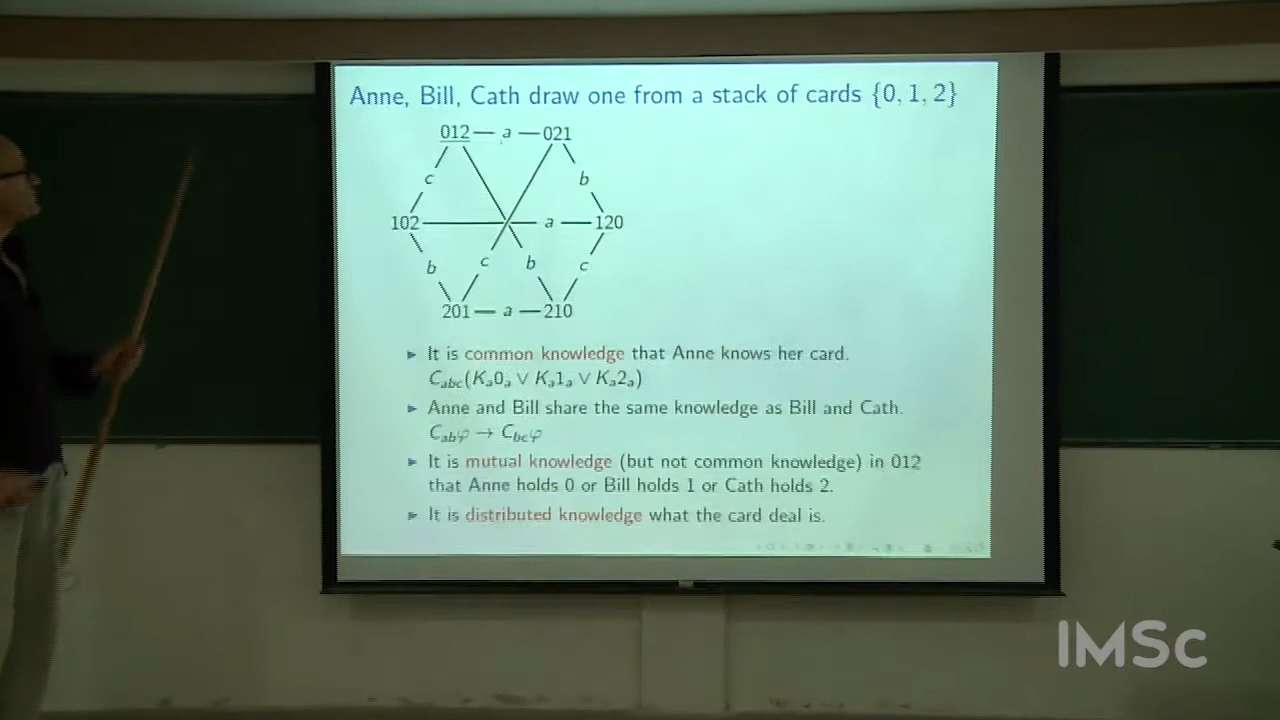 Anne, Bill, Cath draw one from a stack of cards {0, 1, 2}
012 — a — 021
c b
102 — a — 120
b c b c
201 — a — 210
► It is common knowledge that Anne knows her card.
C_abc(K_a0_a ∨ K_a1_a ∨ K_a2_a)
► Anne and Bill share the same knowledge as Bill and Cath.
C_abφ → C_bcφ
► It is mutual knowledge (but not common knowledge) in 012
that Anne holds 0 or Bill holds 1 or Cath holds 2.
► It is distributed knowledge what the card deal is.
IMSc